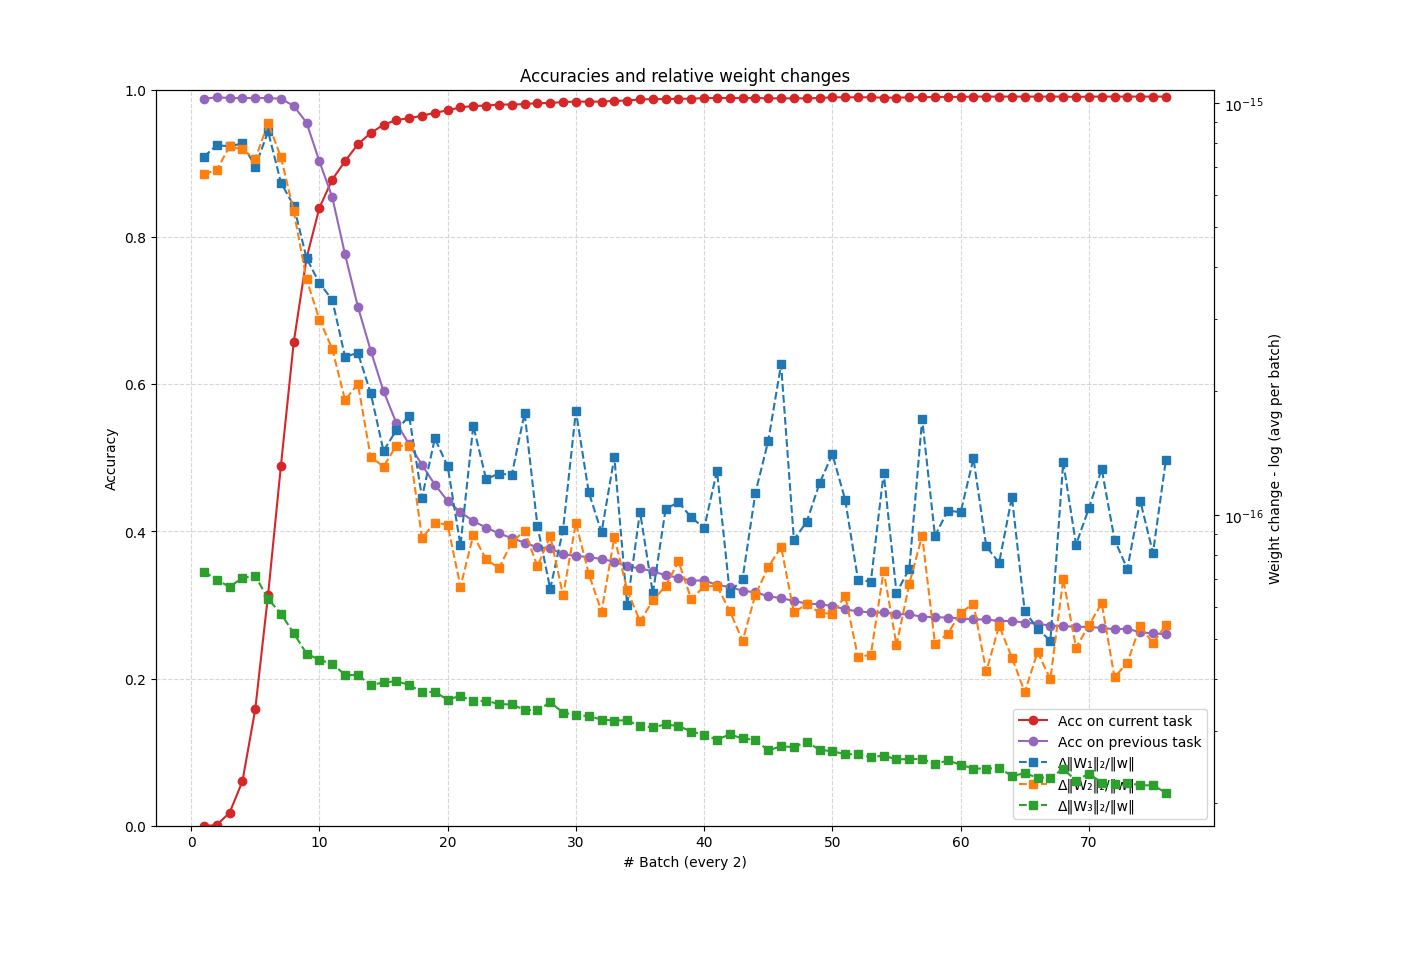 Accuracies and relative weight changes
1.0
0.8
0.6
0.4
0.2
0.0
Accuracy
0
10
20
30
40
50
60
70
# Batch (every 2)
10⁻¹⁵
10⁻¹⁶
Weight change - log (avg per batch)
Acc on current task
Acc on previous task
Δ‖W₁‖₂/‖w‖
Δ‖W₂‖₂/‖w‖
Δ‖W₃‖₂/‖w‖